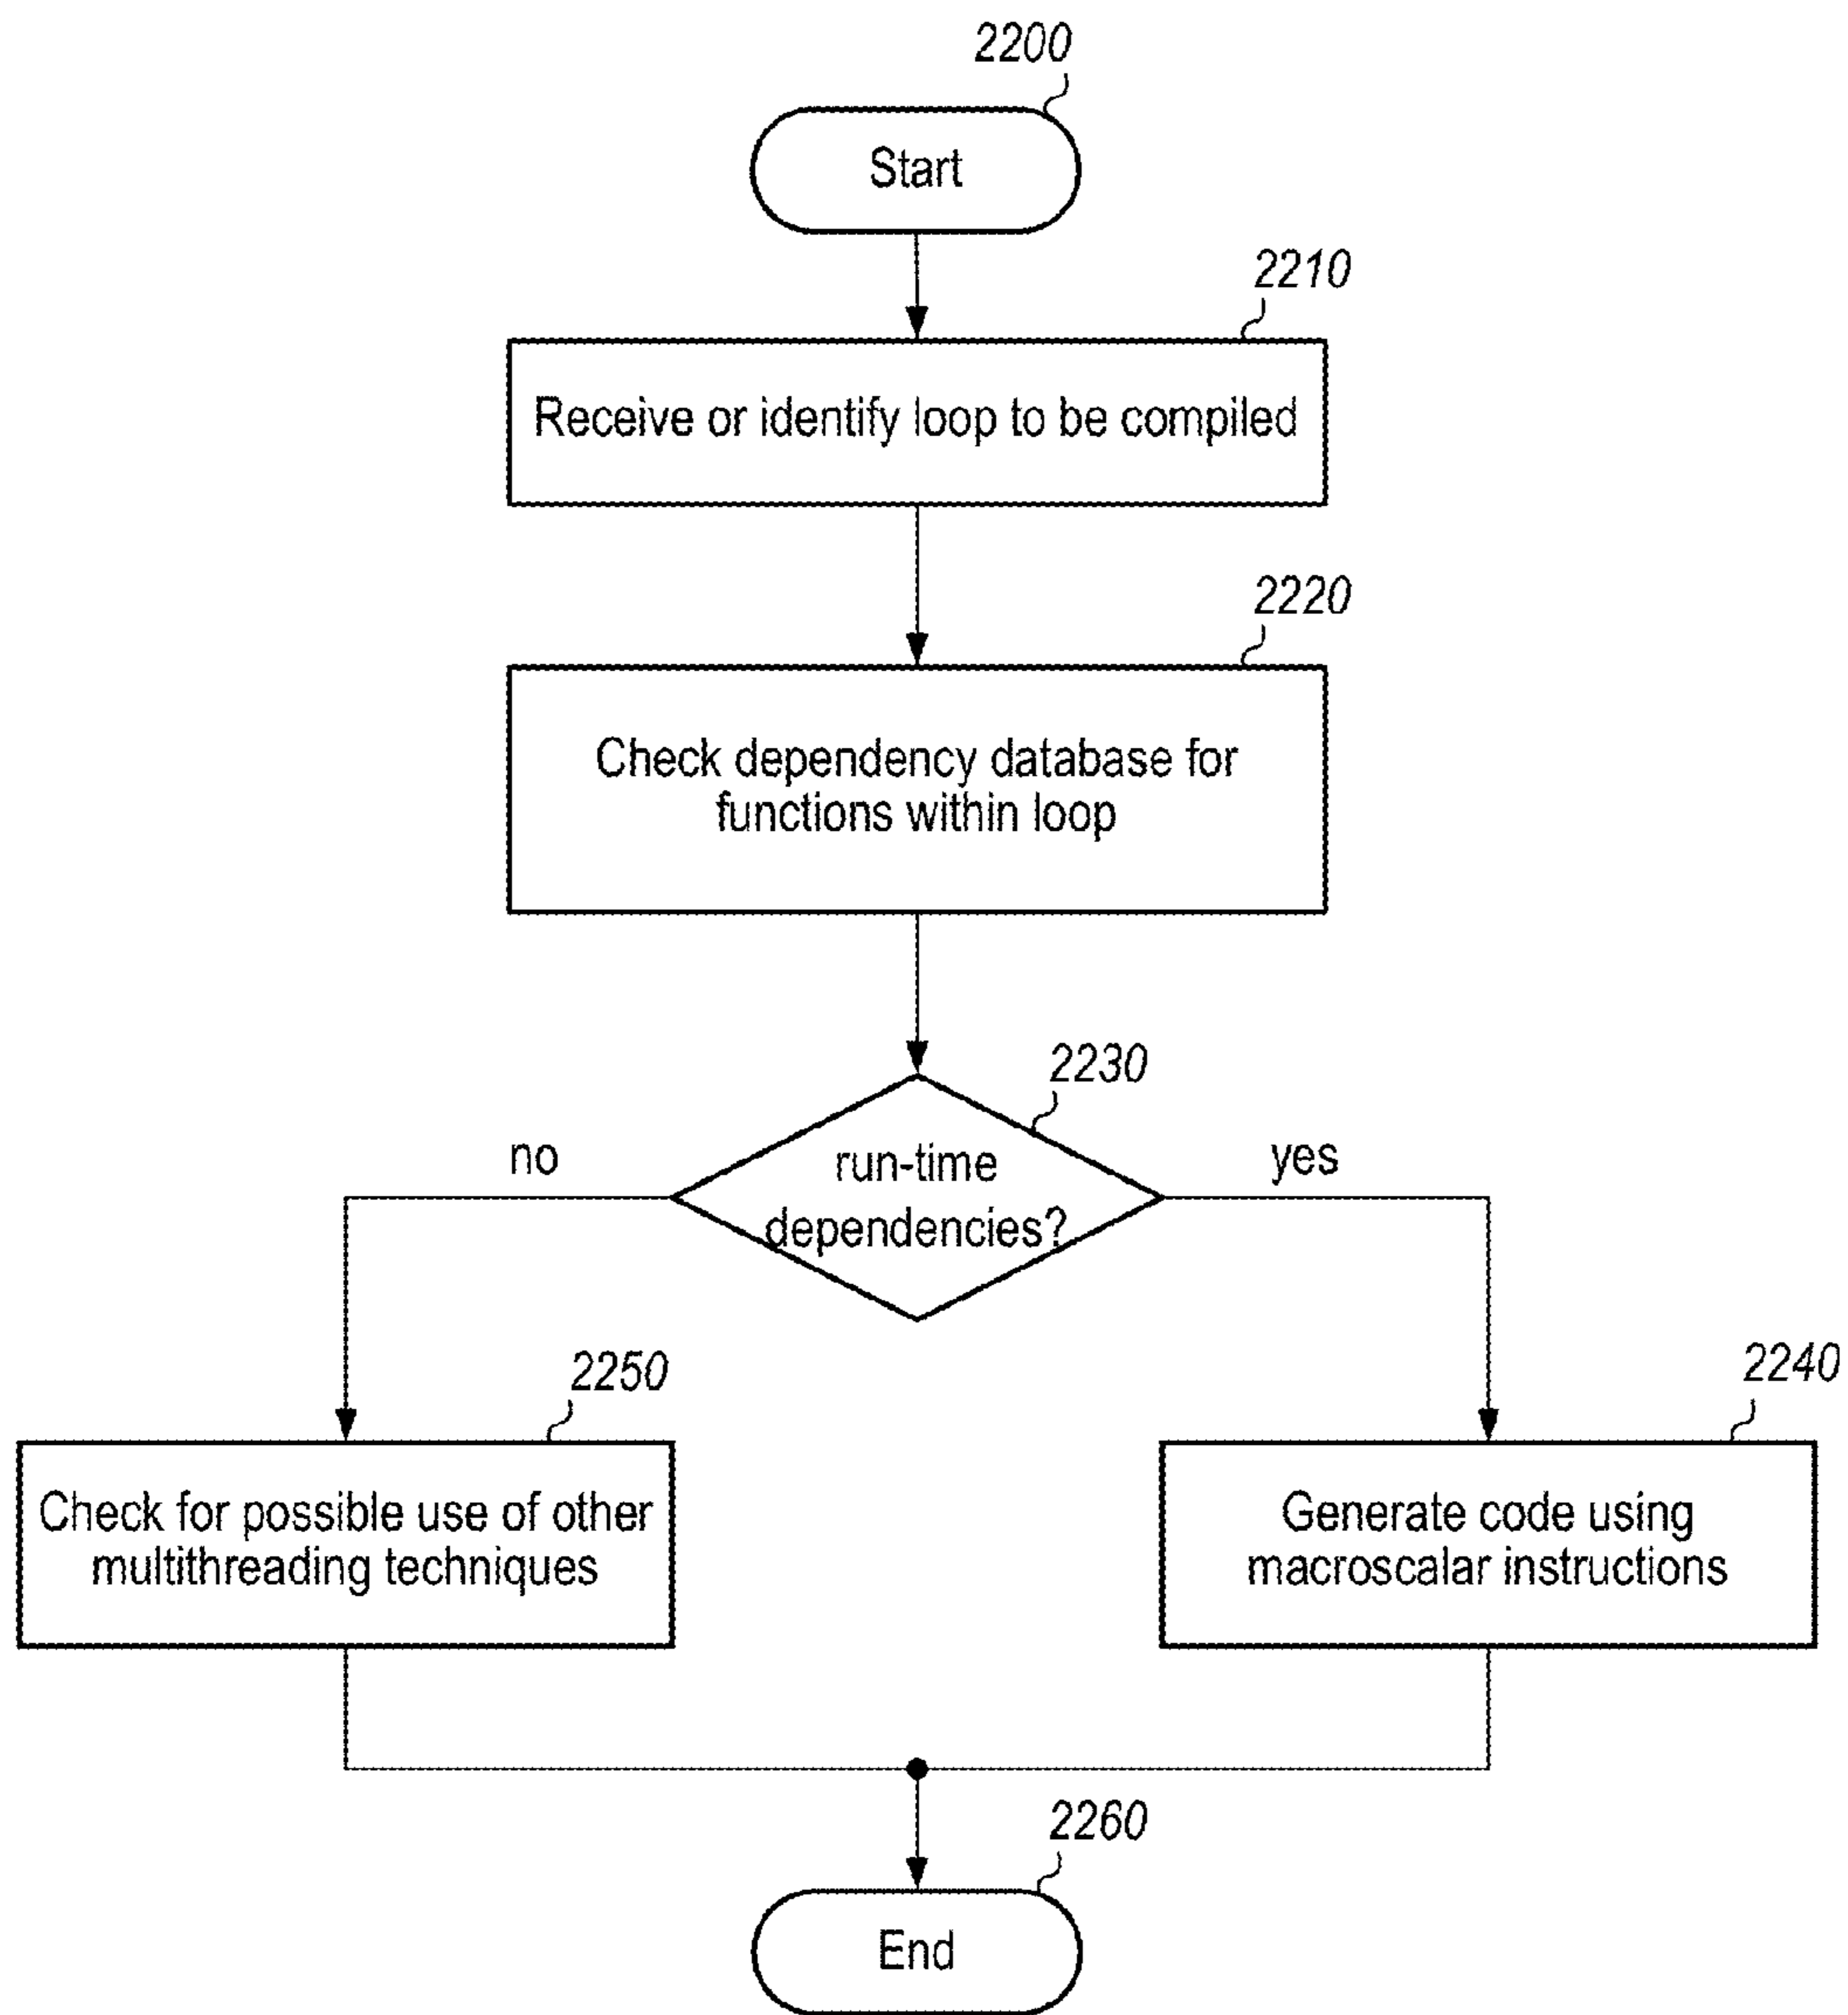 2200
Start
2210
Receive or identify loop to be compiled
2220
Check dependency database for
functions within loop
2230
no
run-time
dependencies?
yes
2250
Check for possible use of other
multithreading techniques
2240
Generate code using
macroscalar instructions
2260
End